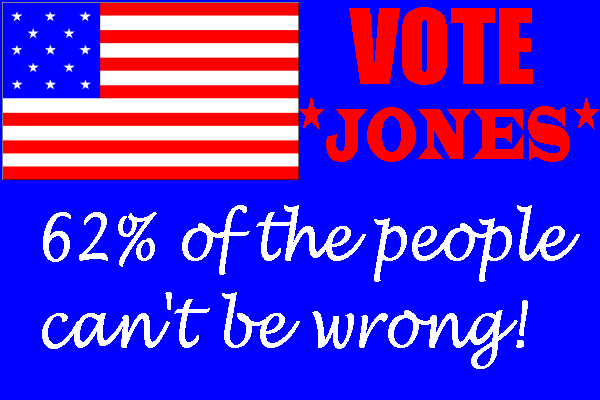 VOTE
*JONES*
62% of the people
can't be wrong!